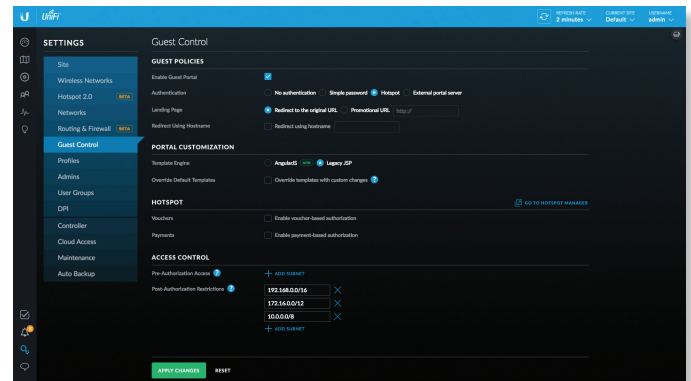 UniFi
REFRESH RATE
2 minutes
CURRENT SITE
Default
USERNAME
admin
SETTINGS
Site
Wireless Networks
Hotspot 2.0 BETA
Networks
Routing & Firewall BETA
Guest Control
Profiles
Admins
User Groups
DPI
Controller
Cloud Access
Maintenance
Auto Backup
Guest Control
GUEST POLICIES
Enable Guest Portal
Authentication No authentication Simple password Hotspot External portal server
Landing Page Redirect to the original URL Promotional URL http://
Redirect Using Hostname Redirect using hostname
PORTAL CUSTOMIZATION
Template Engine AngularJS NEW Legacy JSP
Override Default Templates Override templates with custom changes ?
HOTSPOT GO TO HOTSPOT MANAGER
Vouchers Enable voucher-based authorization
Payments Enable payment-based authorization
ACCESS CONTROL
Pre-Authorization Access ? + ADD SUBNET
Post-Authorization Restrictions ? 192.168.0.0/16
172.16.0.0/12
10.0.0.0/8
+ ADD SUBNET
APPLY CHANGES RESET